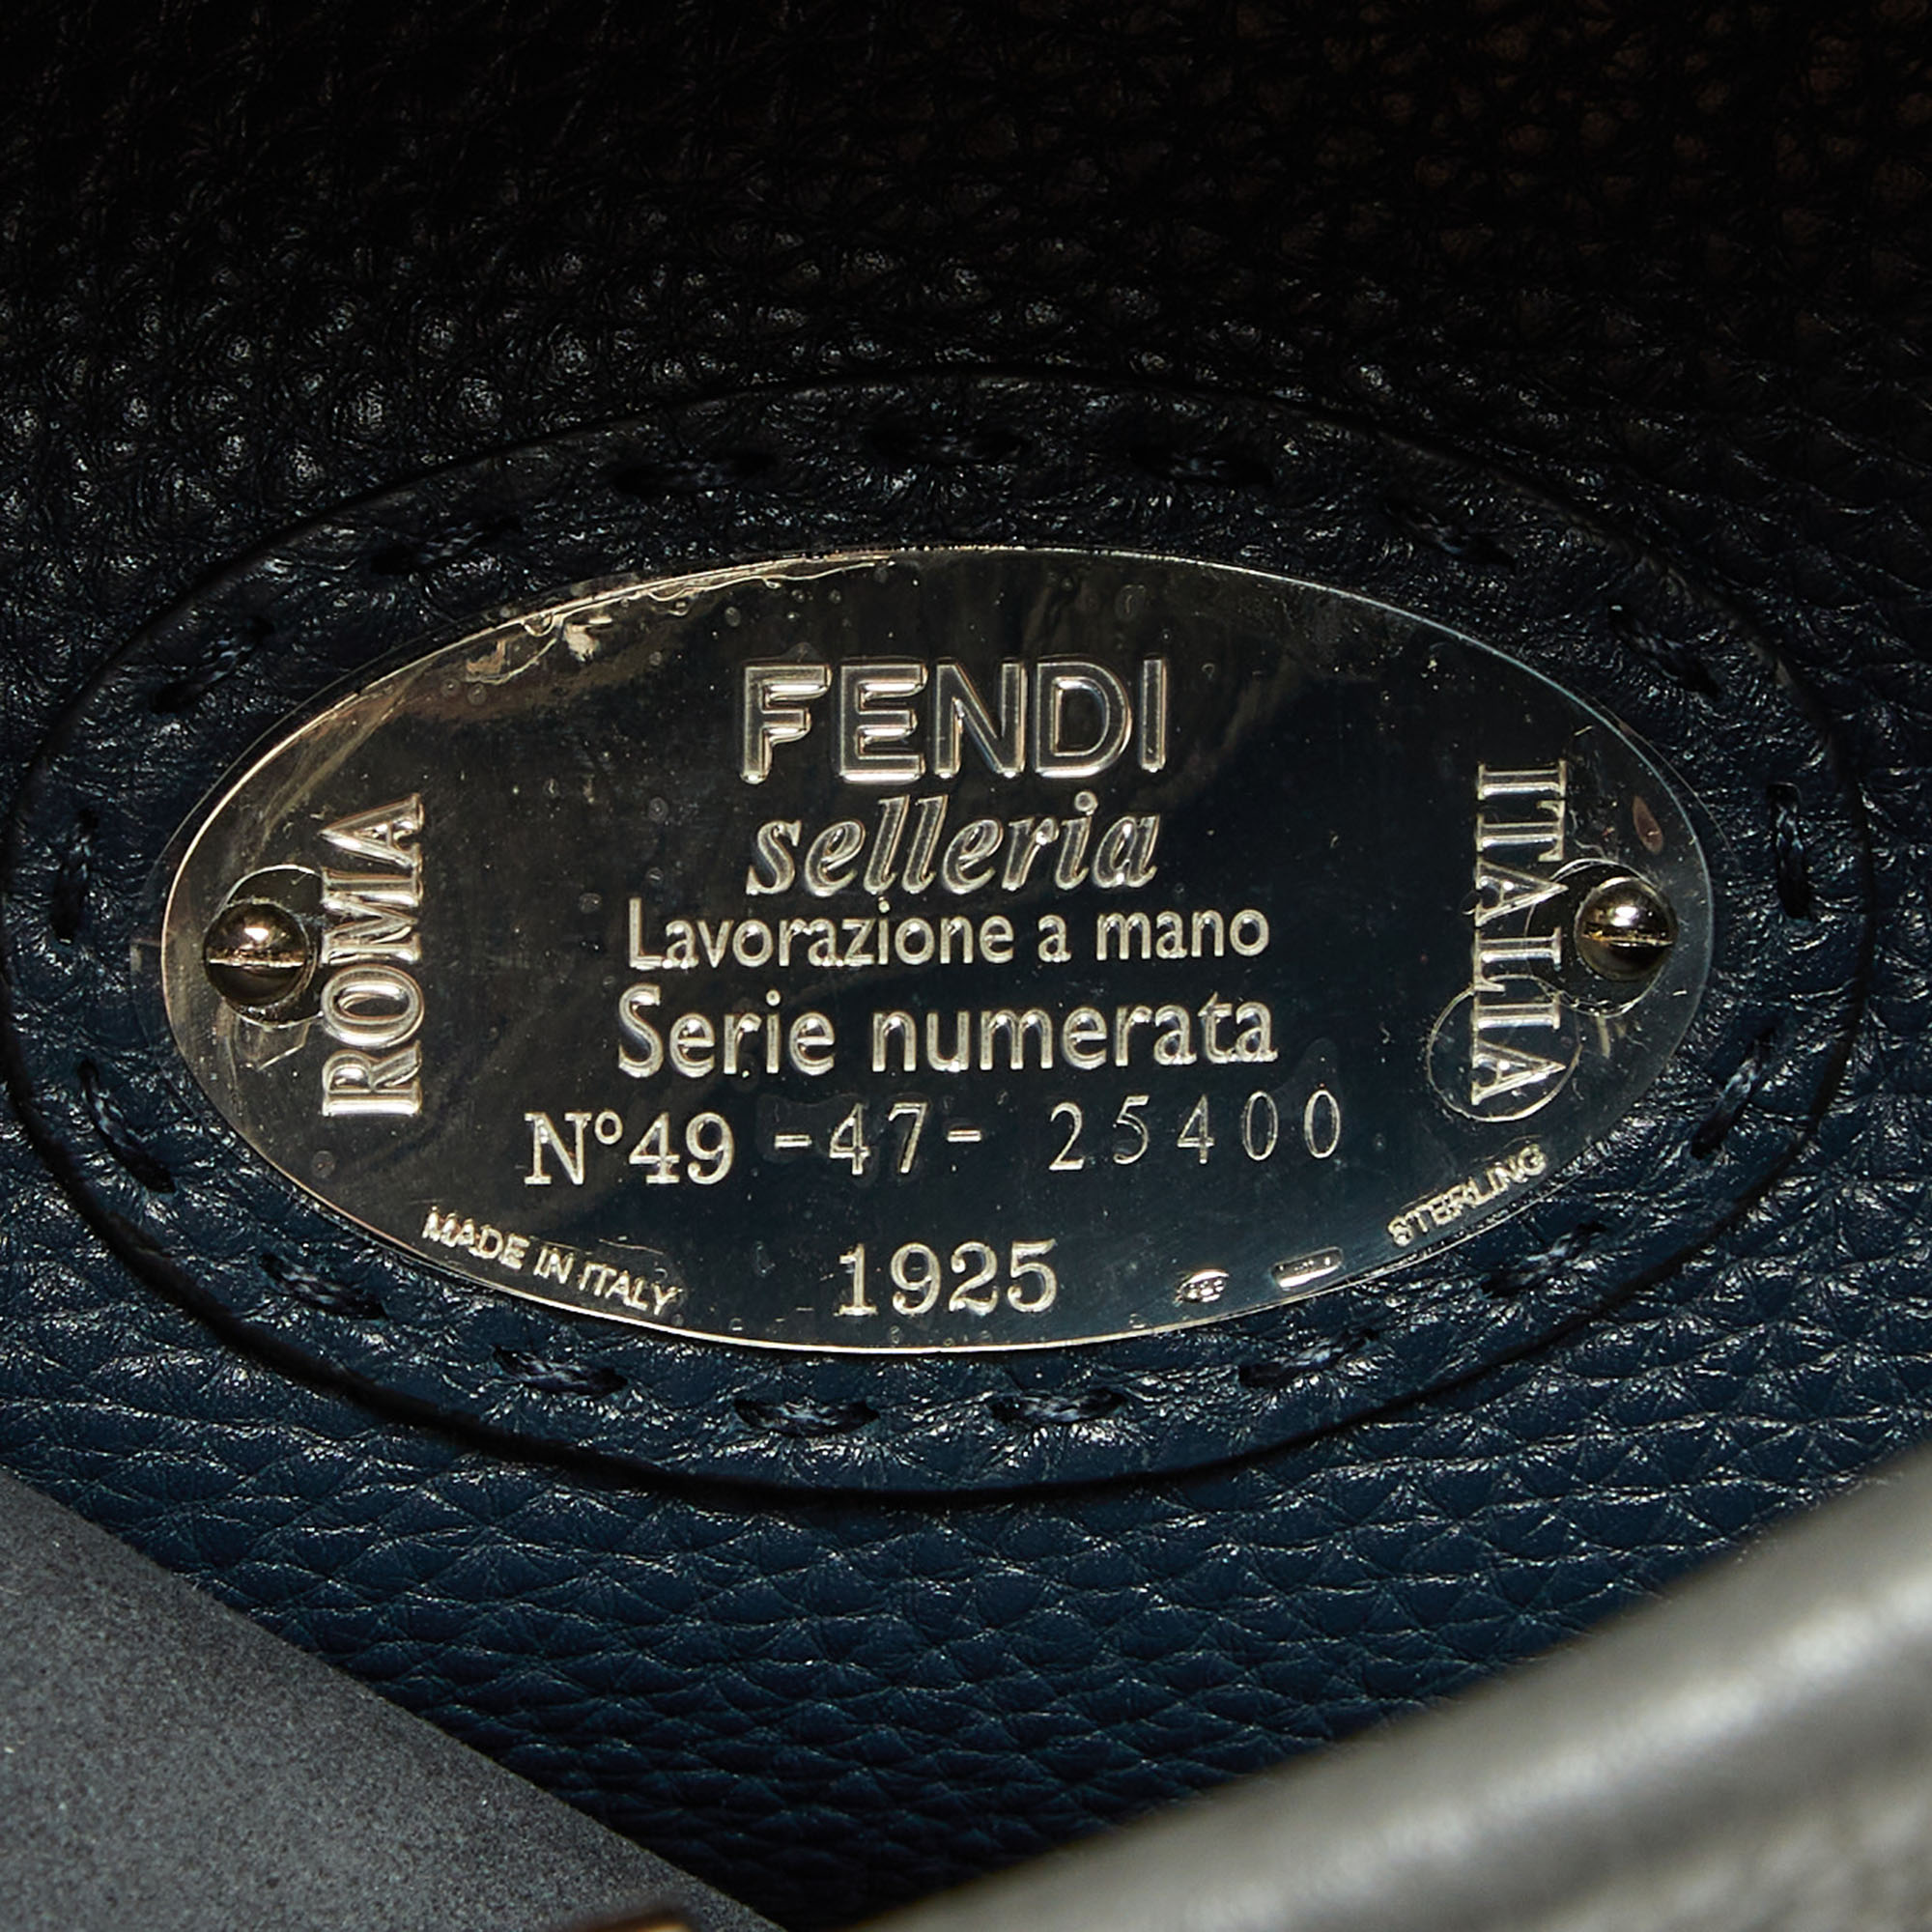 FENDI
selleria
Lavorazione a mano
Serie numerata
N°49 -47- 25400
1925
ROMA
ITALIA
MADE IN ITALY
STERLING